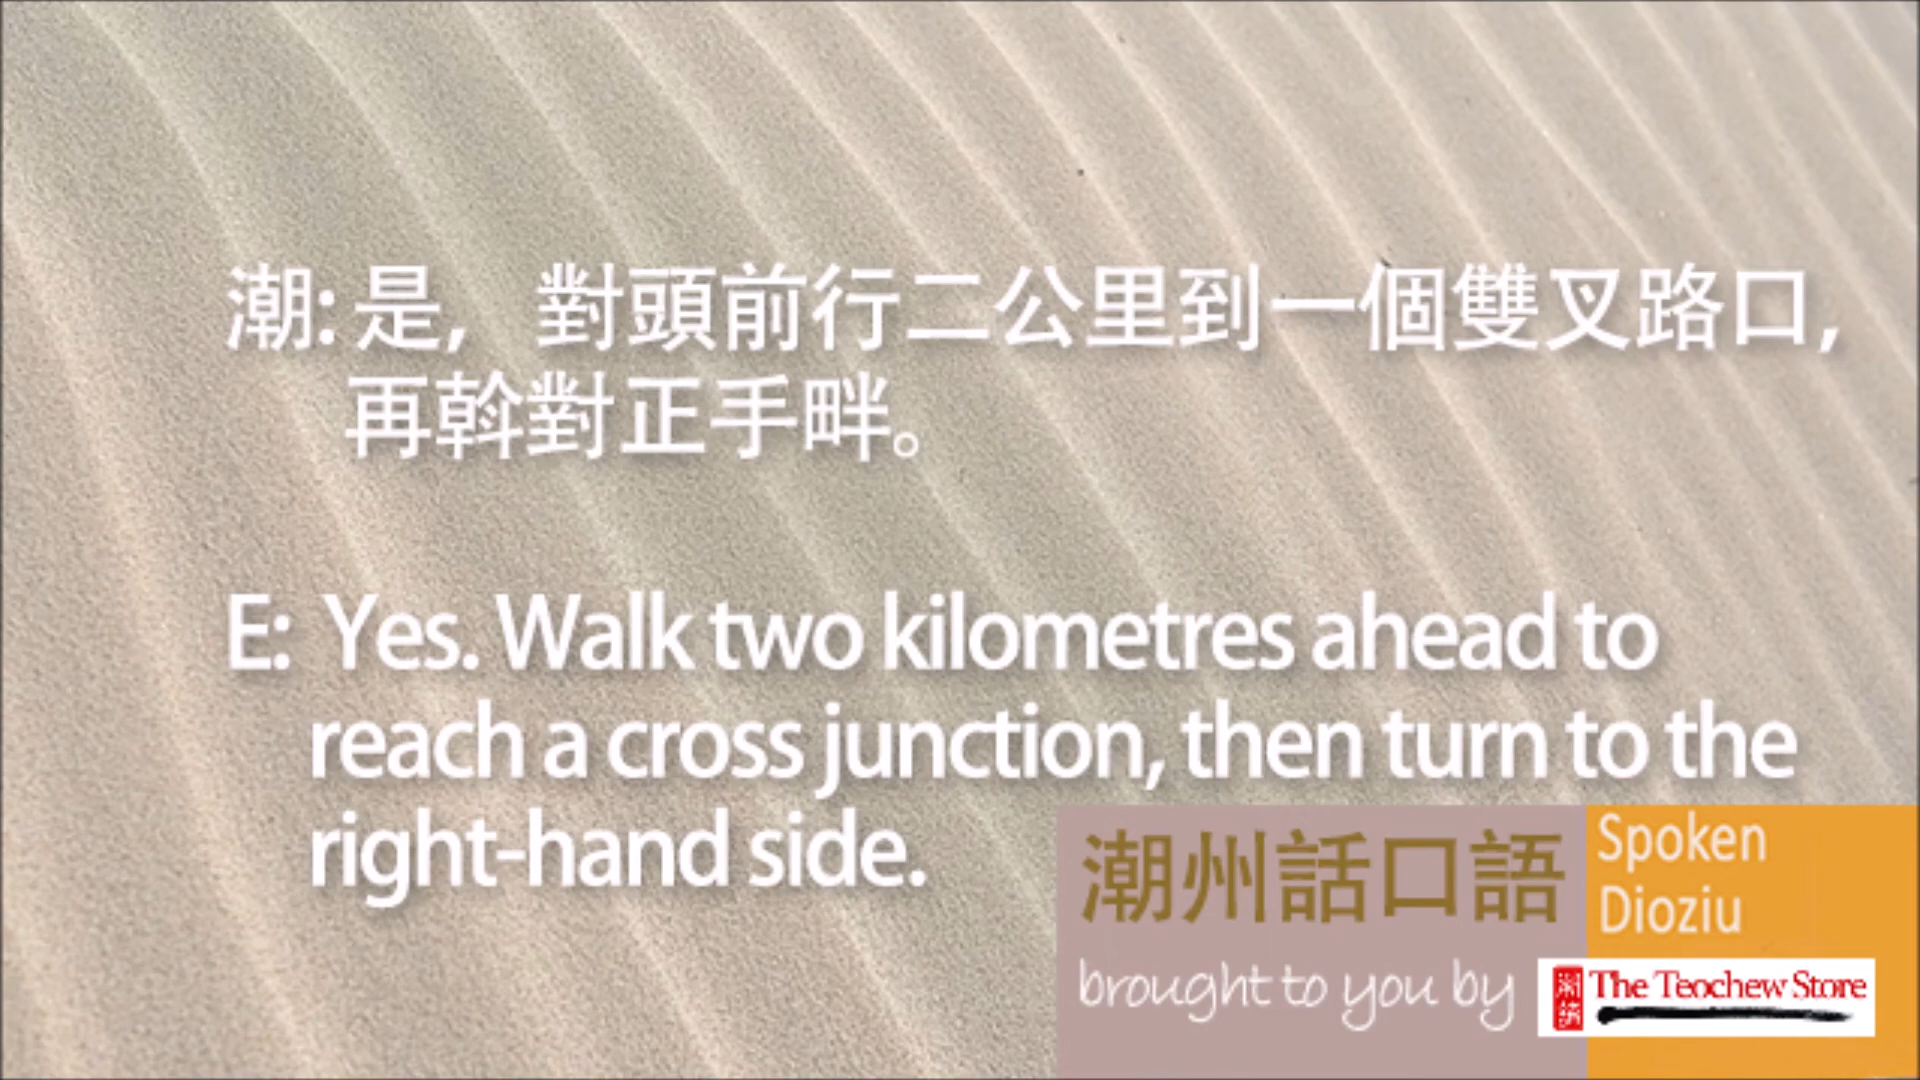 潮: 是, 對頭前行二公里到一個雙叉路口,
再斡對正手畔。
E: Yes. Walk two kilometres ahead to
reach a cross junction, then turn to the
right-hand side.
潮州話口語
Spoken
Dioziu
brought to you by
The Teochew Store